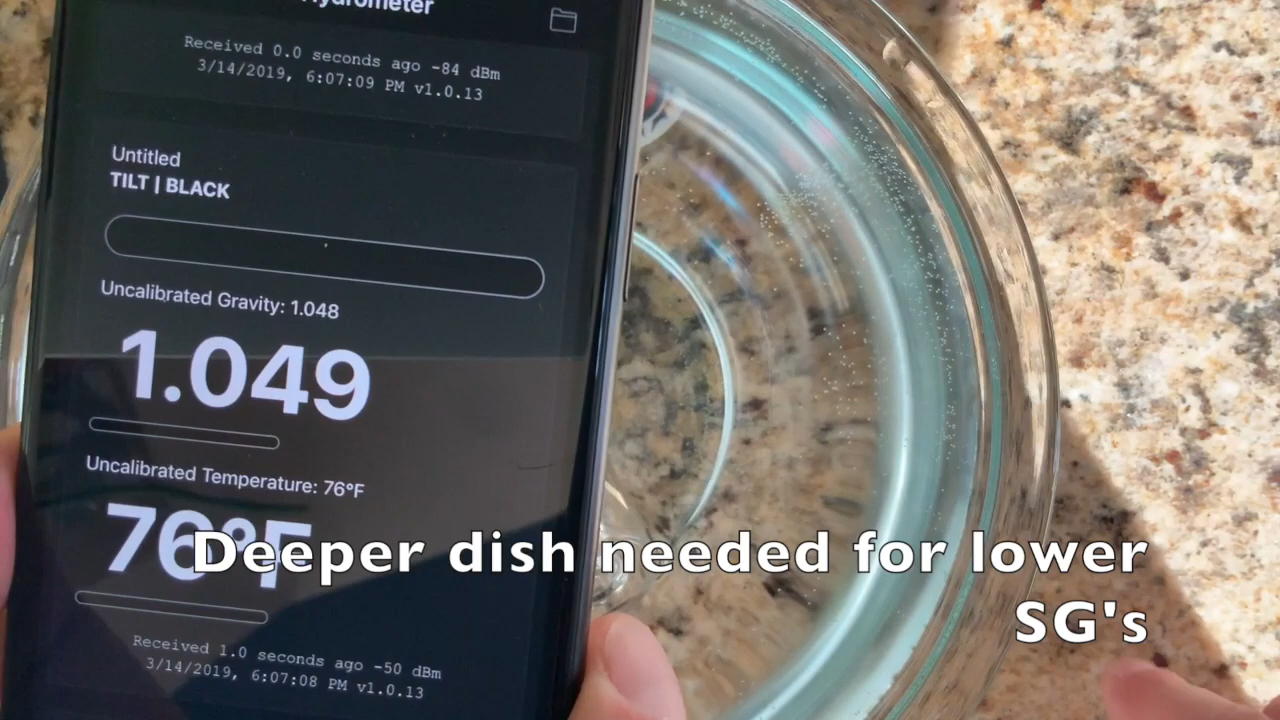 Hydrometer
Received 0.0 seconds ago -84 dBm
3/14/2019, 6:07:09 PM v1.0.13
Untitled
TILT | BLACK
Uncalibrated Gravity: 1.048
1.049
Uncalibrated Temperature: 76°F
76°F
Received 1.0 seconds ago -50 dBm
3/14/2019, 6:07:08 PM v1.0.13
Deeper dish needed for lower
SG's